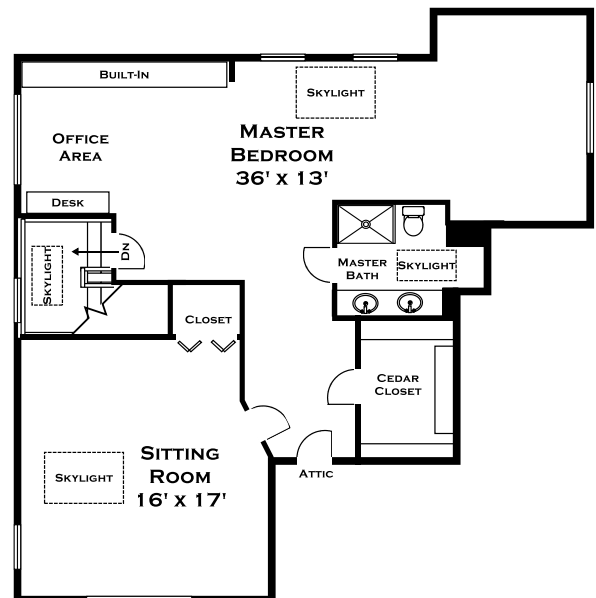 BUILT-IN
SKYLIGHT
OFFICE
AREA
MASTER
BEDROOM
36' X 13'
DESK
DN
SKYLIGHT
MASTER
BATH
SKYLIGHT
CLOSET
CEDAR
CLOSET
SITTING
ROOM
16' X 17'
SKYLIGHT
ATTIC